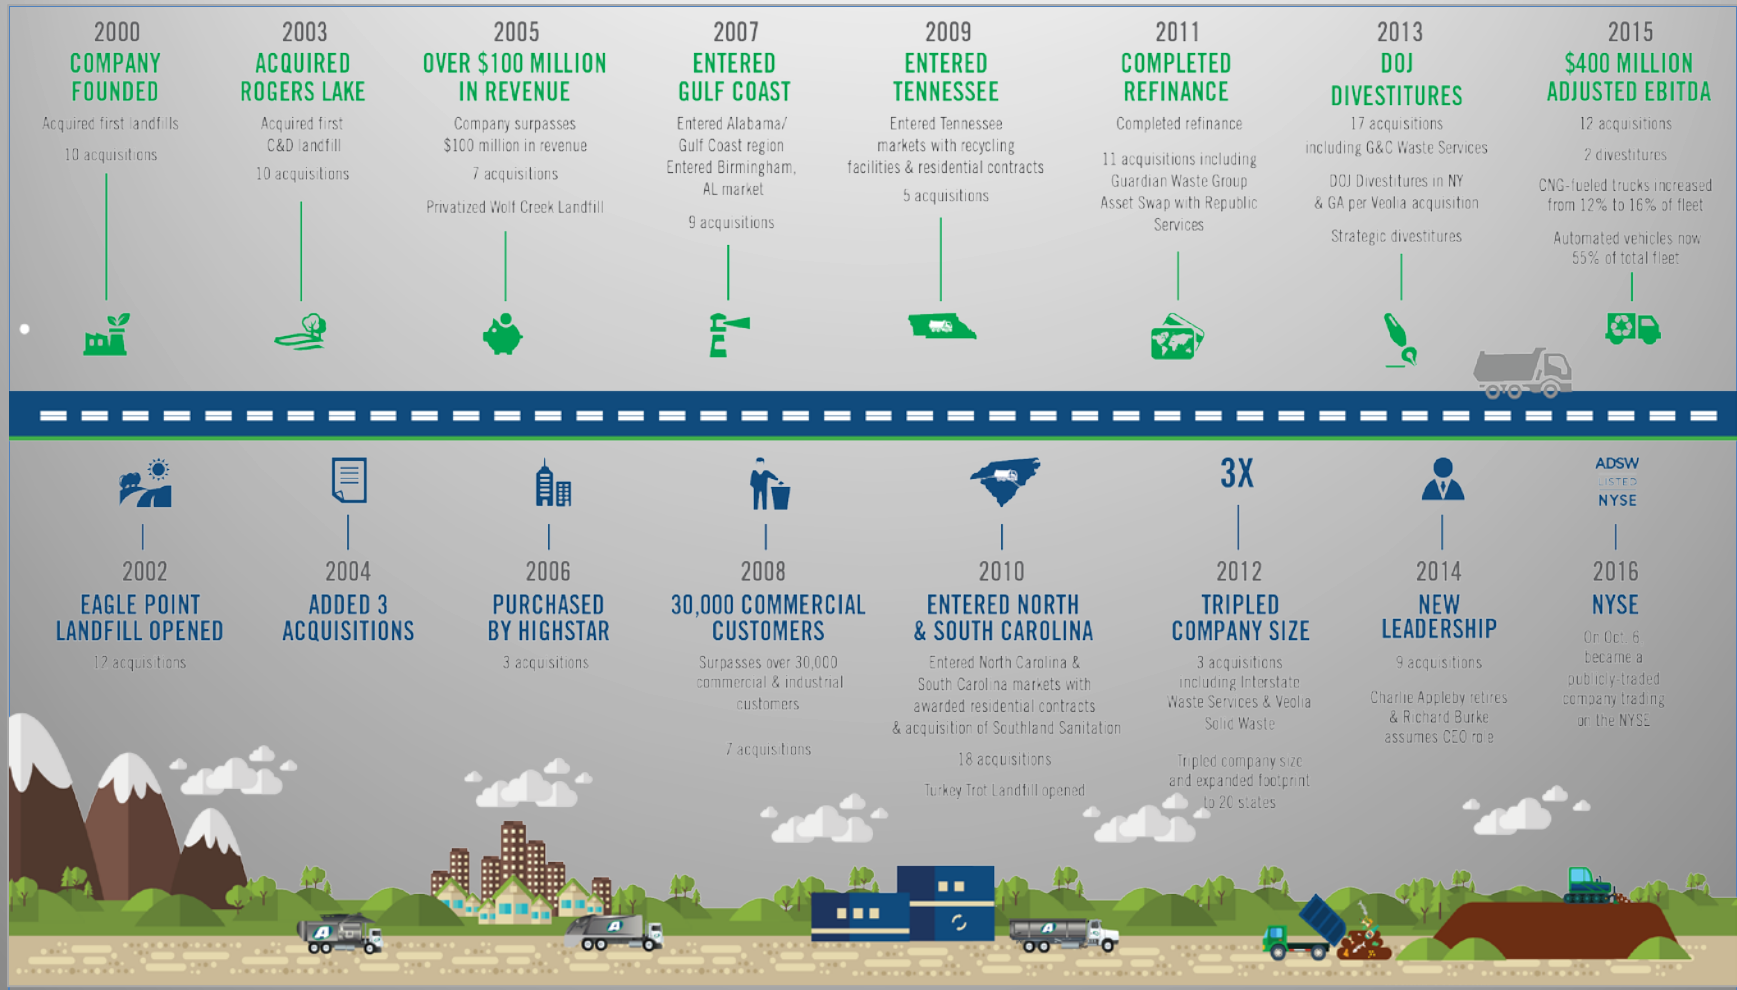 2000
COMPANY
FOUNDED
Acquired first landfills
10 acquisitions
2003
ACQUIRED
ROGERS LAKE
Acquired first
C&D landfill
10 acquisitions
2005
OVER $100 MILLION
IN REVENUE
Company surpasses
$100 million in revenue
7 acquisitions
Privatized Wolf Creek Landfill
2007
ENTERED
GULF COAST
Entered Alabama/
Gulf Coast region
Entered Birmingham,
AL market
9 acquisitions
2009
ENTERED
TENNESSEE
Entered Tennessee
markets with recycling
facilities & residential contracts
5 acquisitions
2011
COMPLETED
REFINANCE
Completed refinance
11 acquisitions including
Guardian Waste Group
Asset Swap with Republic
Services
2013
DOJ
DIVESTITURES
17 acquisitions
including G&C Waste Services
DOJ Divestitures in NY
& GA per Veolia acquisition
Strategic divestitures
2015
$400 MILLION
ADJUSTED EBITDA
12 acquisitions
2 divestitures
CNG-fueled trucks increased
from 12% to 16% of fleet
Automated vehicles now
55% of total fleet
2002
EAGLE POINT
LANDFILL OPENED
12 acquisitions
2004
ADDED 3
ACQUISITIONS
2006
PURCHASED
BY HIGHSTAR
3 acquisitions
2008
30,000 COMMERCIAL
CUSTOMERS
Surpasses over 30,000
commercial & industrial
customers
7 acquisitions
2010
ENTERED NORTH
& SOUTH CAROLINA
Entered North Carolina &
South Carolina markets with
awarded residential contracts
& acquisition of Southland Sanitation
18 acquisitions
Turkey Trot Landfill opened
3X
2012
TRIPLED
COMPANY SIZE
3 acquisitions
including Interstate
Waste Services & Veolia
Solid Waste
Tripled company size
and expanded footprint
to 20 states
2014
NEW
LEADERSHIP
9 acquisitions
Charlie Appleby retires
& Richard Burke
assumes CEO role
ADSW
LISTED
NYSE
2016
NYSE
On Oct. 6
became a
publicly-traded
company trading
on the NYSE
A
A
A